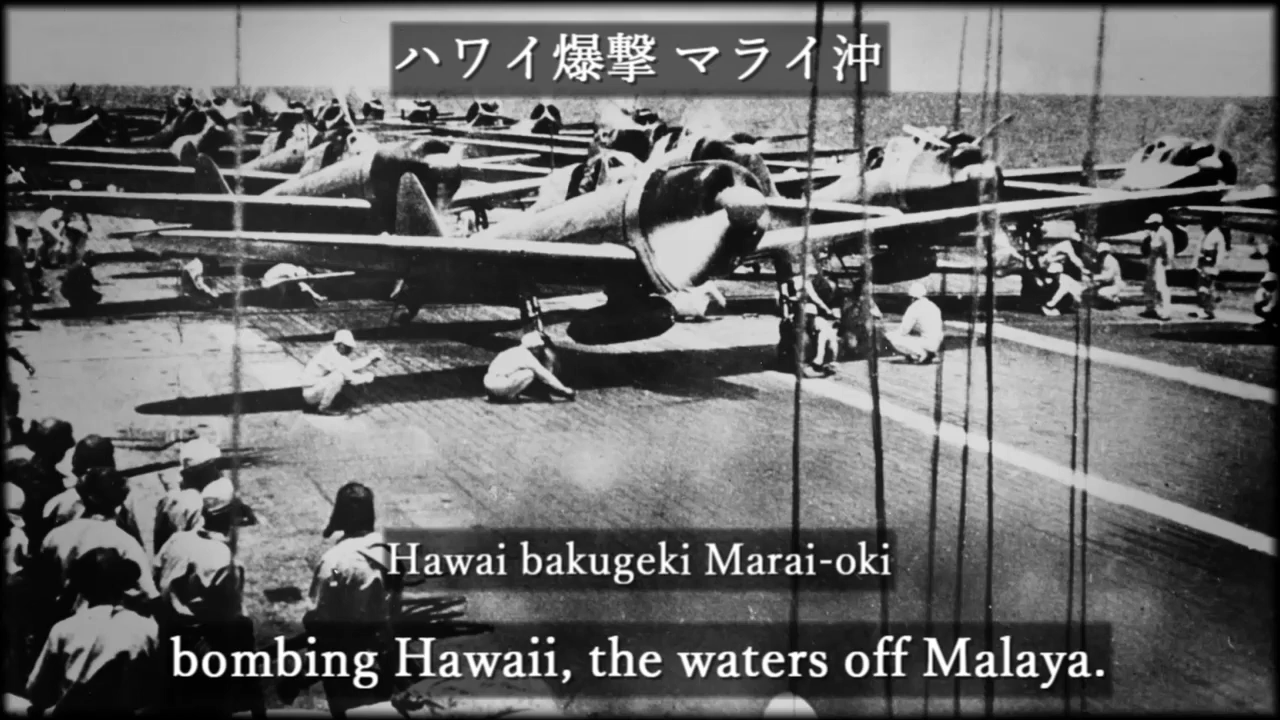 ハワイ爆撃 マライ沖
Hawai bakugeki Marai-oki
bombing Hawaii, the waters off Malaya.